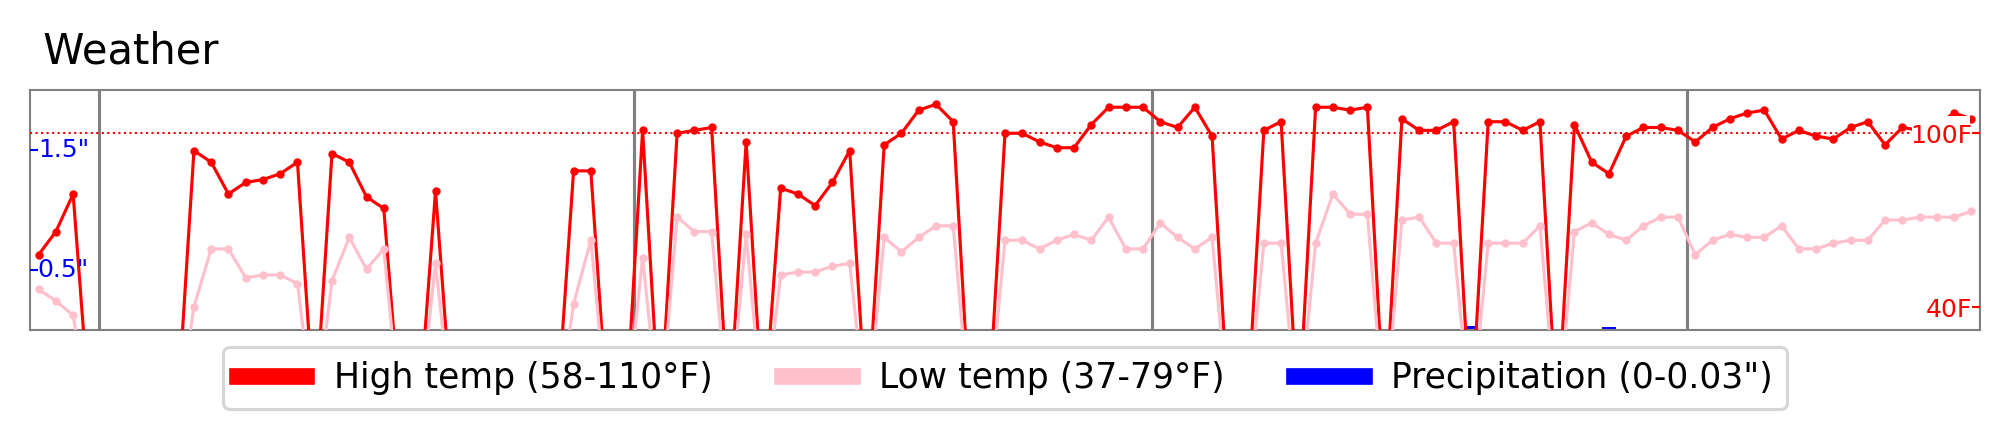 Weather
1.5"
0.5"
100F
40F
High temp (58-110°F)
Low temp (37-79°F)
Precipitation (0-0.03")